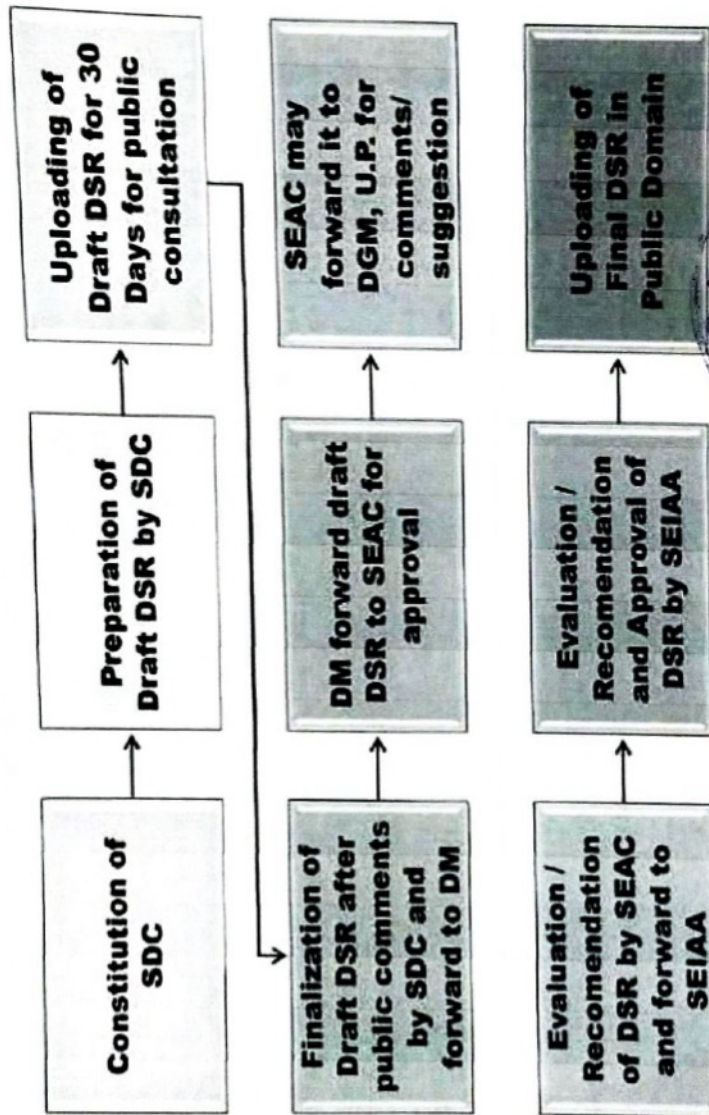 Constitution of
SDC
Preparation of
Draft DSR by SDC
Uploading of
Draft DSR for 30
Days for public
consultation
Finalization of
Draft DSR after
public comments
by SDC and
forward to DM
DM forward draft
DSR to SEAC for
approval
SEAC may
forward it to
DGM, U.P. for
comments/
suggestion
Evaluation /
Recomendation
of DSR by SEAC
and forward to
SEIAA
Evaluation /
Recomendation
and Approval of
DSR by SEIAA
Uploading of
Final DSR in
Public Domain